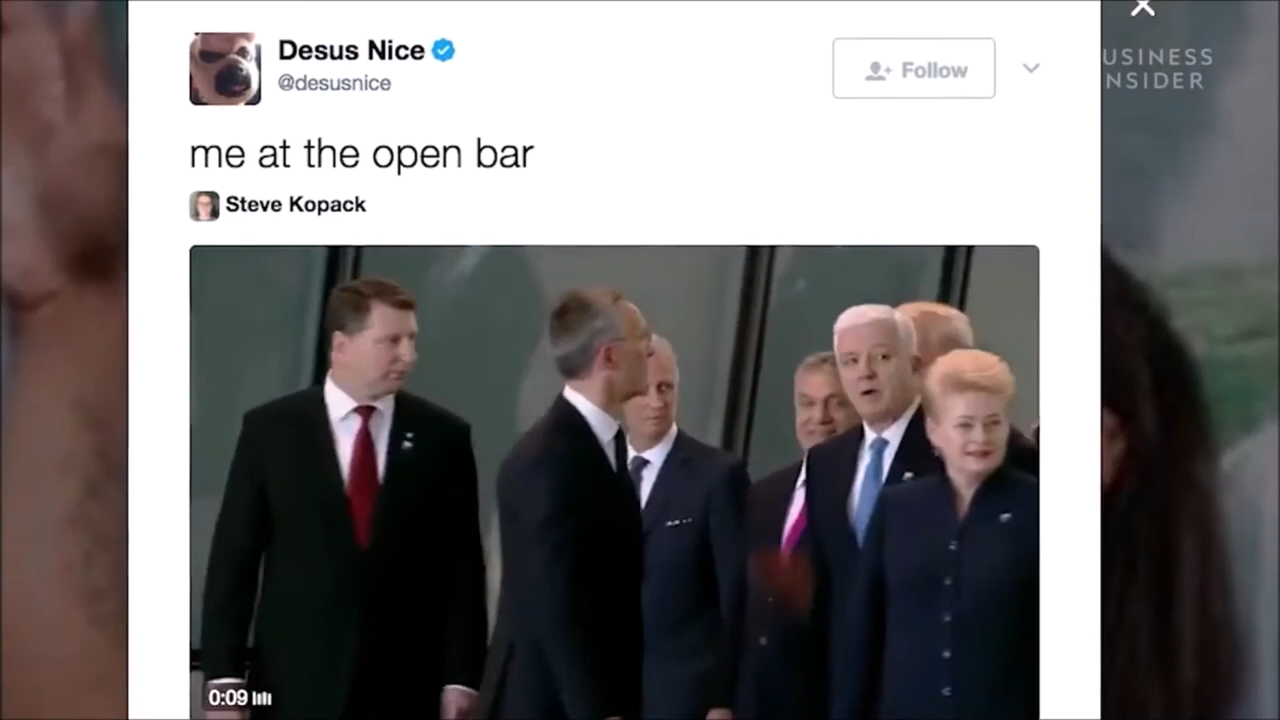 Desus Nice
@desusnice
Follow
USINESS
NSIDER
me at the open bar
Steve Kopack
0:09